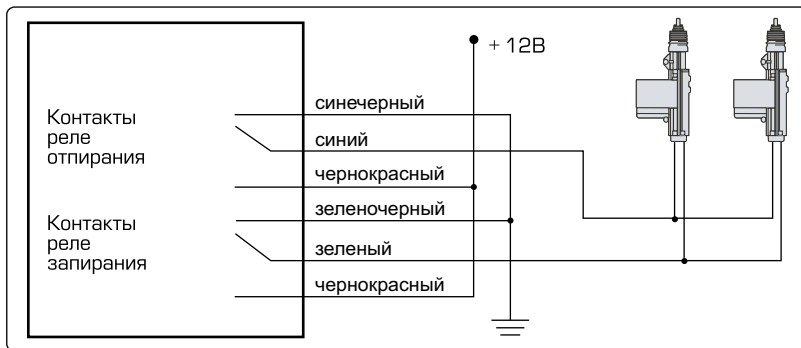 + 12В
Контакты
реле
отпирания
синечерный
синий
чернокрасный
Контакты
реле
запирания
зеленочерный
зеленый
чернокрасный